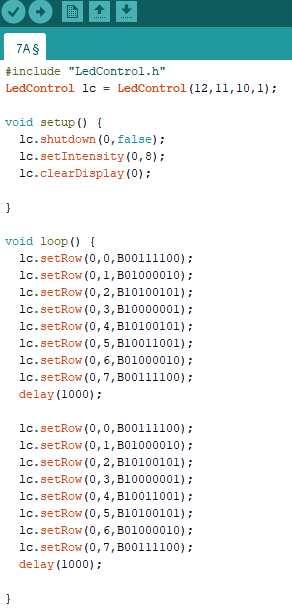 7A §
#include "LedControl.h"
LedControl lc = LedControl(12,11,10,1);

void setup() {
  lc.shutdown(0,false);
  lc.setIntensity(0,8);
  lc.clearDisplay(0);

}

void loop() {
  lc.setRow(0,0,B00111100);
  lc.setRow(0,1,B01000010);
  lc.setRow(0,2,B10100101);
  lc.setRow(0,3,B10000001);
  lc.setRow(0,4,B10100101);
  lc.setRow(0,5,B10011001);
  lc.setRow(0,6,B01000010);
  lc.setRow(0,7,B00111100);
  delay(1000);

  lc.setRow(0,0,B00111100);
  lc.setRow(0,1,B01000010);
  lc.setRow(0,2,B10100101);
  lc.setRow(0,3,B10000001);
  lc.setRow(0,4,B10011001);
  lc.setRow(0,5,B10100101);
  lc.setRow(0,6,B01000010);
  lc.setRow(0,7,B00111100);
  delay(1000);

}